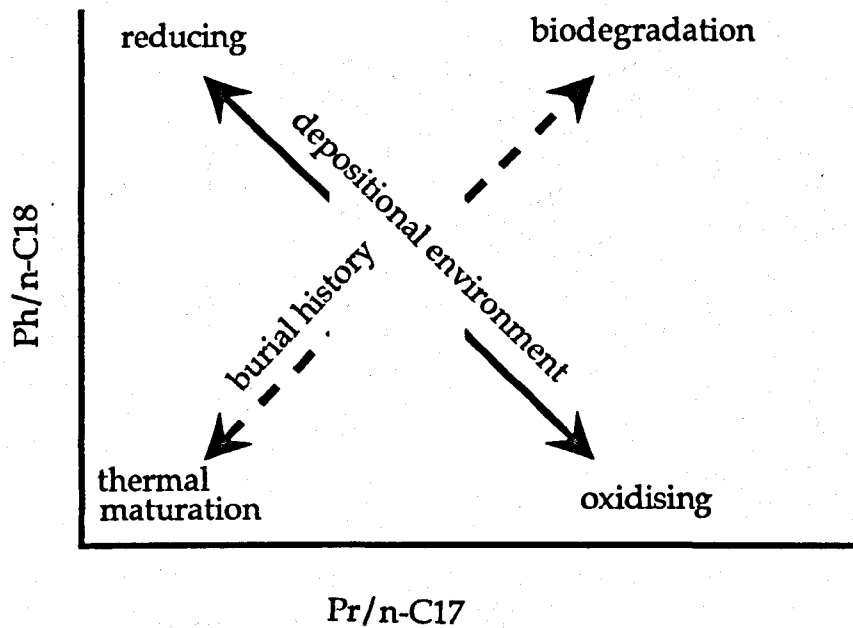 reducing
biodegradation
depositional environment
Ph/n-C18
burial history
thermal
maturation
oxidising
Pr/n-C17